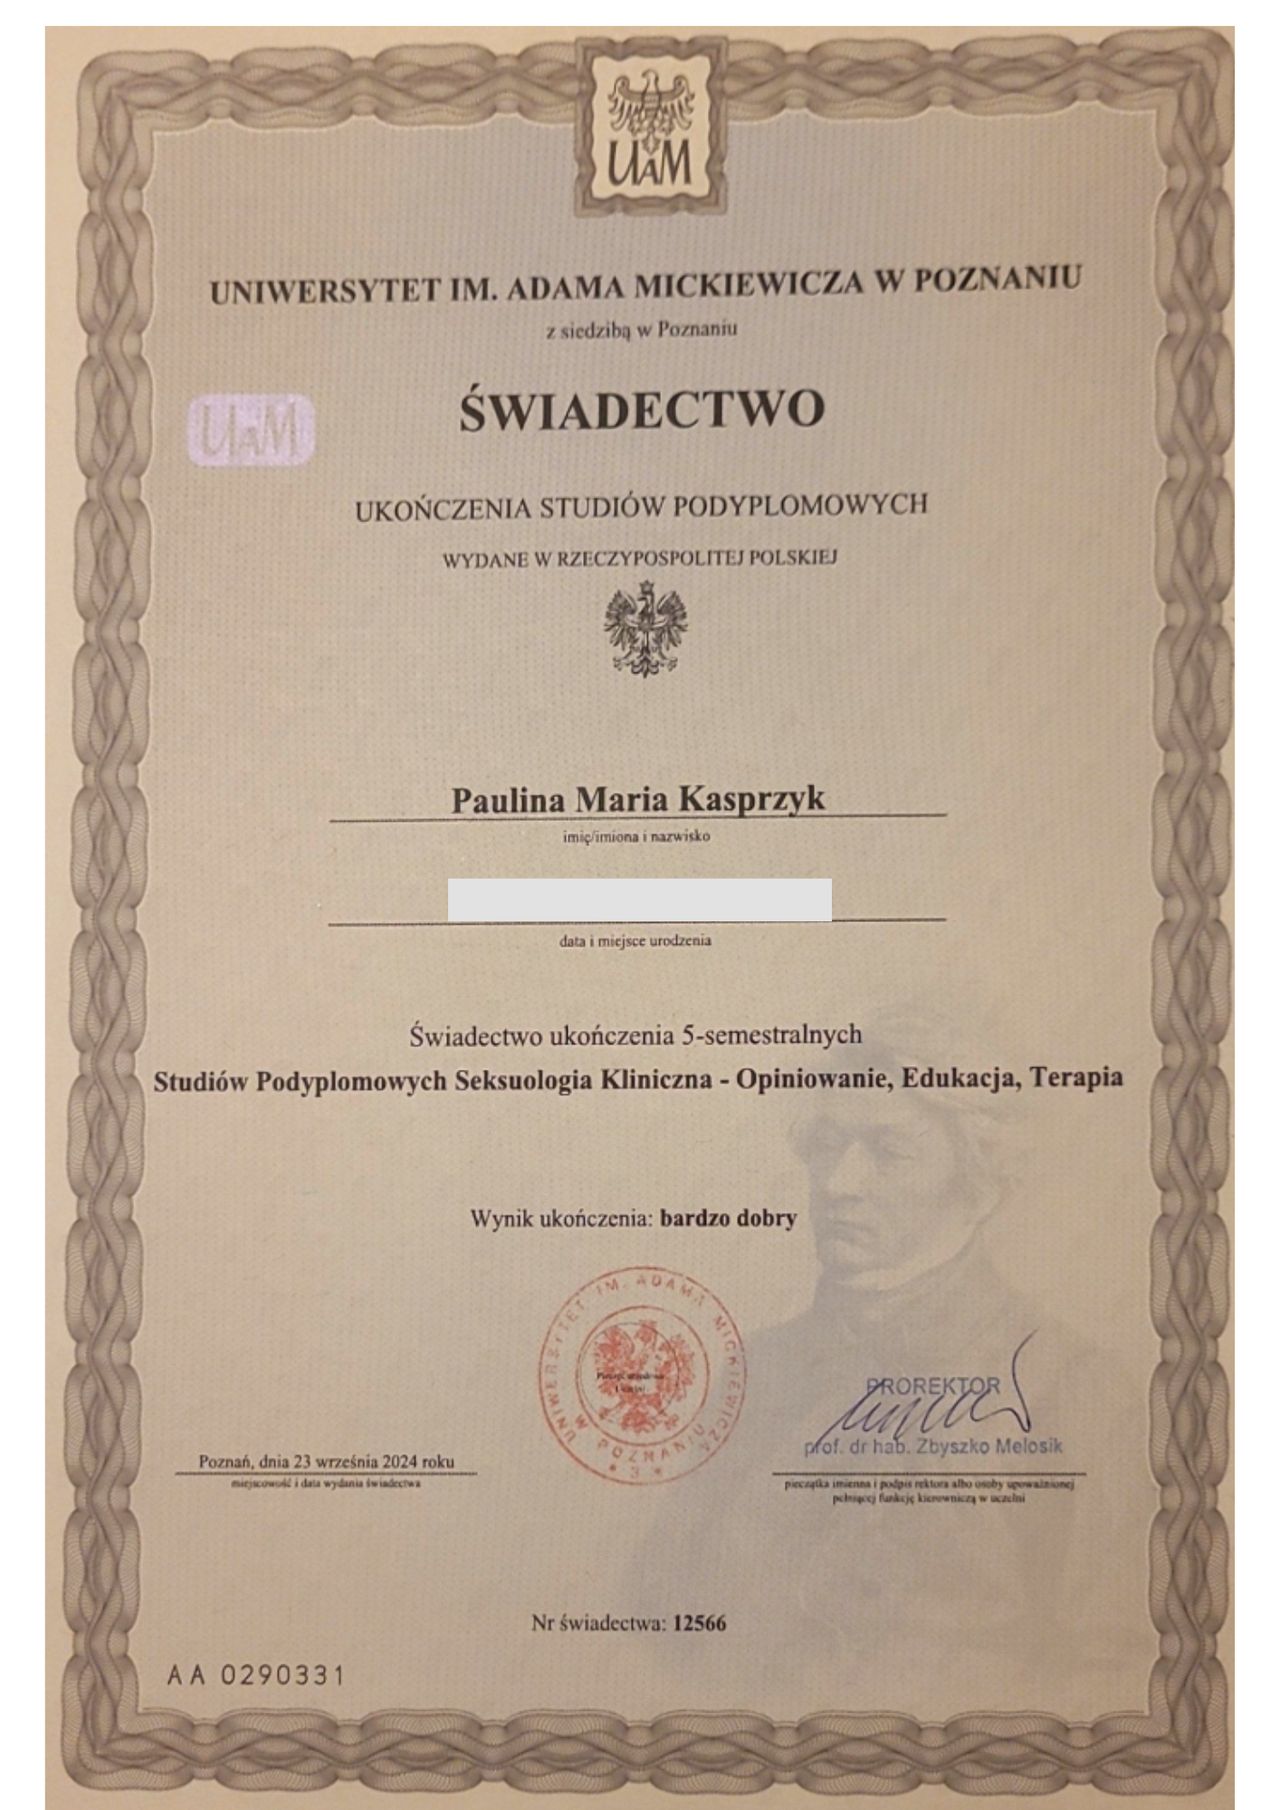 UAM
UNIWERSYTET IM. ADAMA MICKIEWICZA W POZNANIU
z siedzibą w Poznaniu
ŚWIADECTWO
UAM
UKOŃCZENIA STUDIÓW PODYPLOMOWYCH
WYDANE W RZECZYPOSPOLITEJ POLSKIEJ
Paulina Maria Kasprzyk
imię/imiona i nazwisko
data i miejsce urodzenia
Świadectwo ukończenia 5-semestralnych
Studiów Podyplomowych Seksuologia Kliniczna - Opiniowanie, Edukacja, Terapia
Wynik ukończenia: bardzo dobry
UNIWERSYTET IM. ADAMA MICKIEWICZA
W POZNANIU
* 3 *
PROREKTOR
prof. dr hab. Zbyszko Melosik
Poznań, dnia 23 września 2024 roku
miejscowość i data wydania świadectwa
pieczątka imienna i podpis rektora albo osoby upoważnionej
pełniącej funkcję kierowniczą w uczelni
Nr świadectwa: 12566
AA 0290331